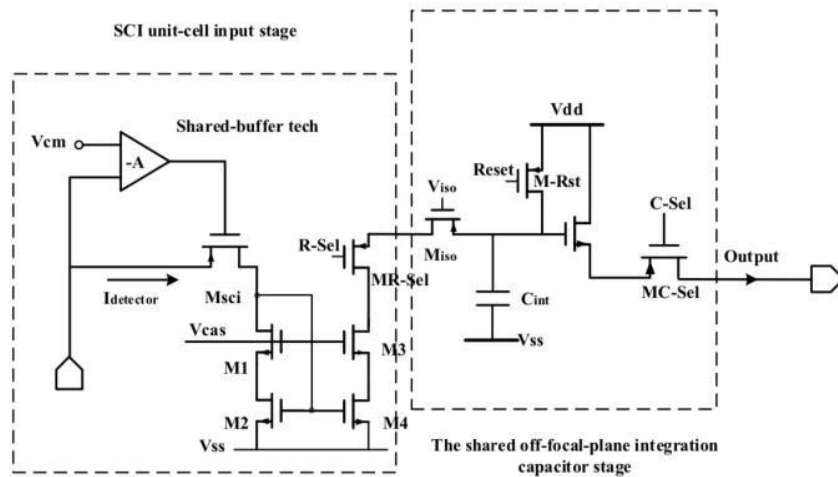 SCI unit-cell input stage
Shared-buffer tech
Vcm
-A
Idetector
Msci
Vcas
M1
M2
Vss
R-Sel
MR-Sel
M3
M4
Viso
Miso
Reset
Vdd
M-Rst
Cint
Vss
C-Sel
MC-Sel
Output
The shared off-focal-plane integration
capacitor stage